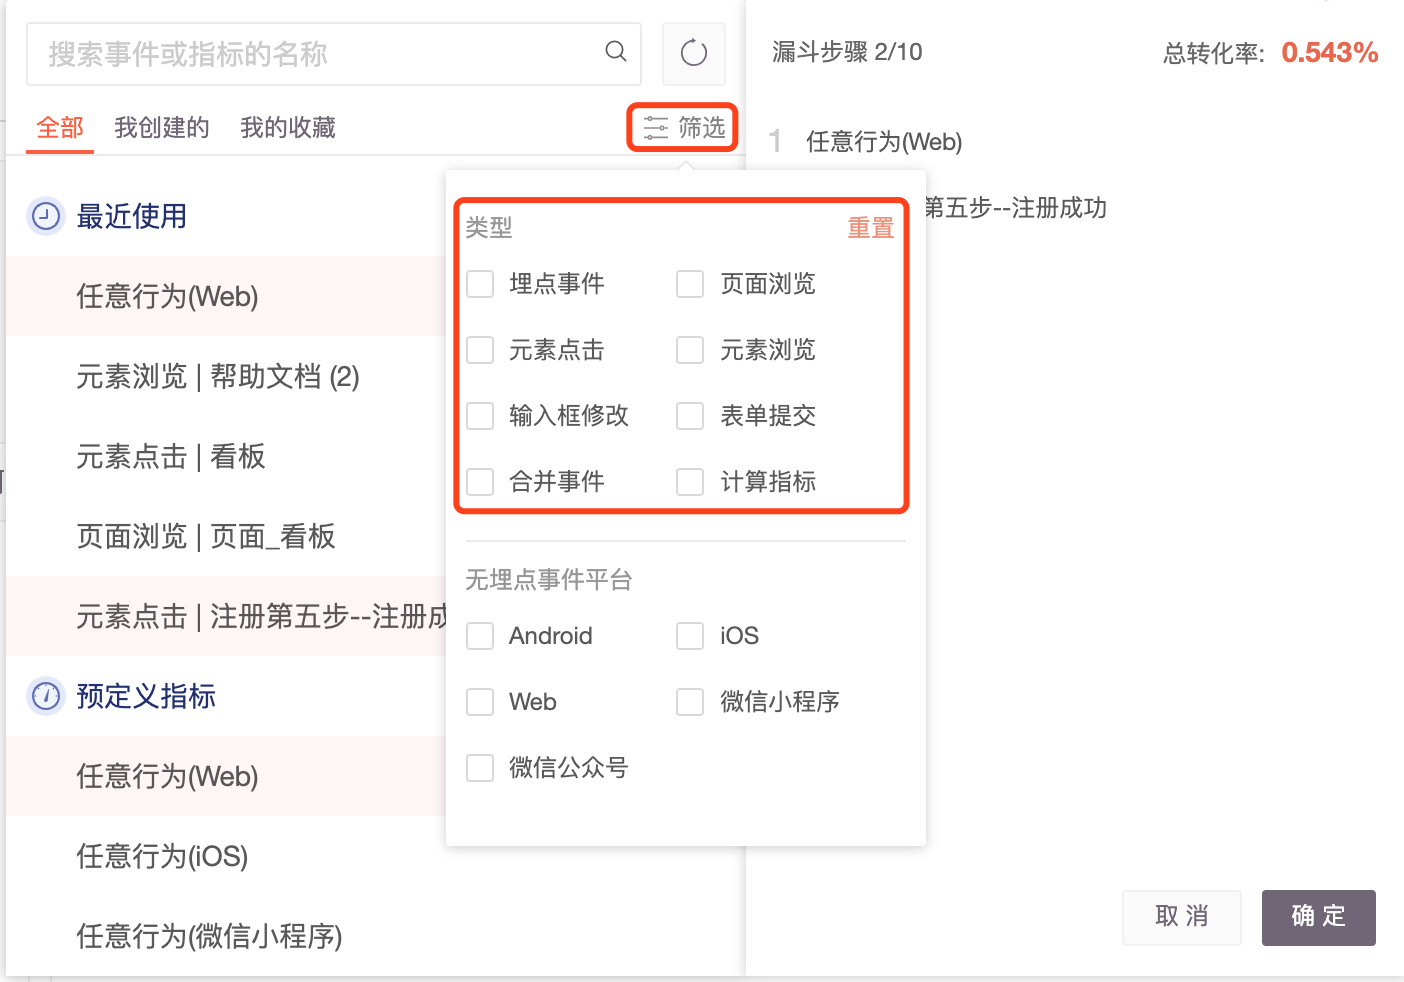 搜索事件或指标的名称
全部 我创建的 我的收藏 筛选
最近使用
任意行为(Web)
元素浏览 | 帮助文档 (2)
元素点击 | 看板
页面浏览 | 页面_看板
元素点击 | 注册第五步--注册成
预定义指标
任意行为(Web)
任意行为(iOS)
任意行为(微信小程序)
类型 重置
埋点事件 页面浏览
元素点击 元素浏览
输入框修改 表单提交
合并事件 计算指标
无埋点事件平台
Android iOS
Web 微信小程序
微信公众号
漏斗步骤 2/10 总转化率: 0.543%
1 任意行为(Web)
第五步--注册成功
取 消 确 定